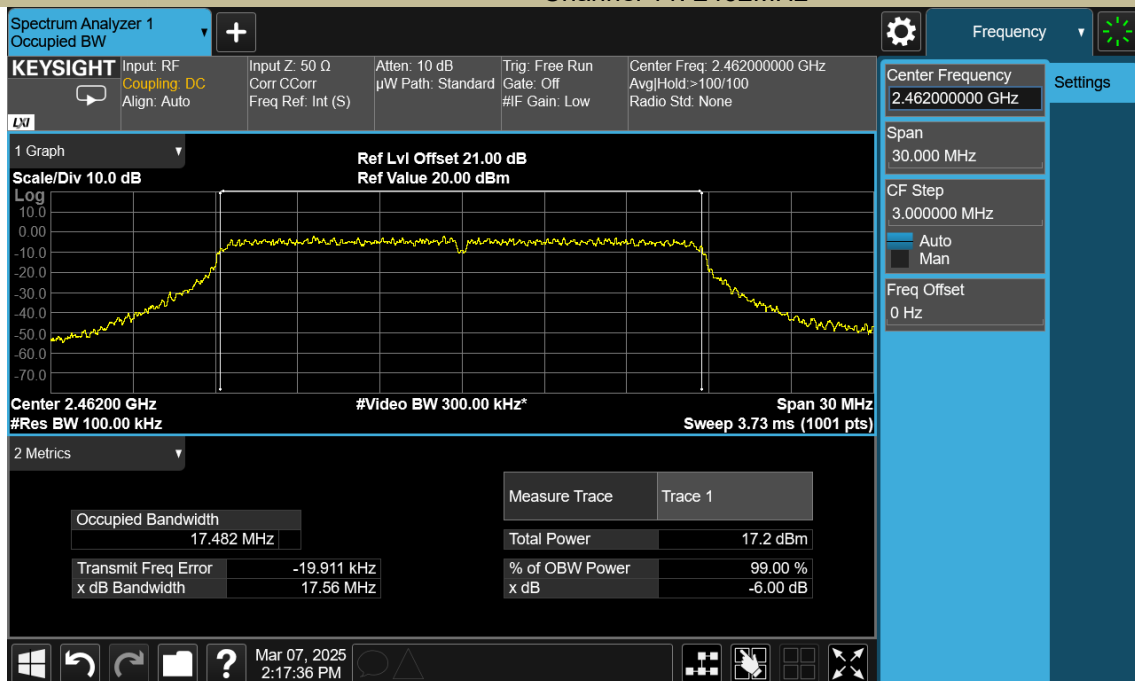 Spectrum Analyzer 1
Occupied BW
Frequency
KEYSIGHT
Input: RF
Coupling: DC
Align: Auto
Input Z: 50 Ω
Corr CCorr
Freq Ref: Int (S)
Atten: 10 dB
µW Path: Standard
Trig: Free Run
Gate: Off
#IF Gain: Low
Center Freq: 2.462000000 GHz
Avg|Hold:>100/100
Radio Std: None
LXI
Center Frequency
2.462000000 GHz
Settings
Span
30.000 MHz
CF Step
3.000000 MHz
Auto
Man
Freq Offset
0 Hz
1 Graph
Scale/Div 10.0 dB
Ref Lvl Offset 21.00 dB
Ref Value 20.00 dBm
Log
10.0
0.00
-10.0
-20.0
-30.0
-40.0
-50.0
-60.0
-70.0
Center 2.46200 GHz
#Video BW 300.00 kHz*
Span 30 MHz
#Res BW 100.00 kHz
Sweep 3.73 ms (1001 pts)
2 Metrics
Measure Trace Trace 1
Occupied Bandwidth
17.482 MHz
Total Power 17.2 dBm
Transmit Freq Error -19.911 kHz
% of OBW Power 99.00 %
x dB Bandwidth 17.56 MHz
x dB -6.00 dB
Mar 07, 2025
2:17:36 PM